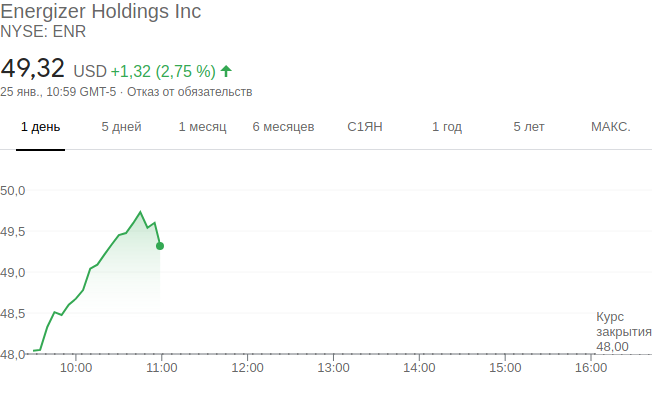 Energizer Holdings Inc
NYSE: ENR
49,32 USD +1,32 (2,75 %)
25 янв., 10:59 GMT-5 · Отказ от обязательств
1 день 5 дней 1 месяц 6 месяцев С1ЯН 1 год 5 лет МАКС.
50,0
49,5
49,0
48,5
Курс
закрытия
48,00
48,0
10:00 11:00 12:00 13:00 14:00 15:00 16:00